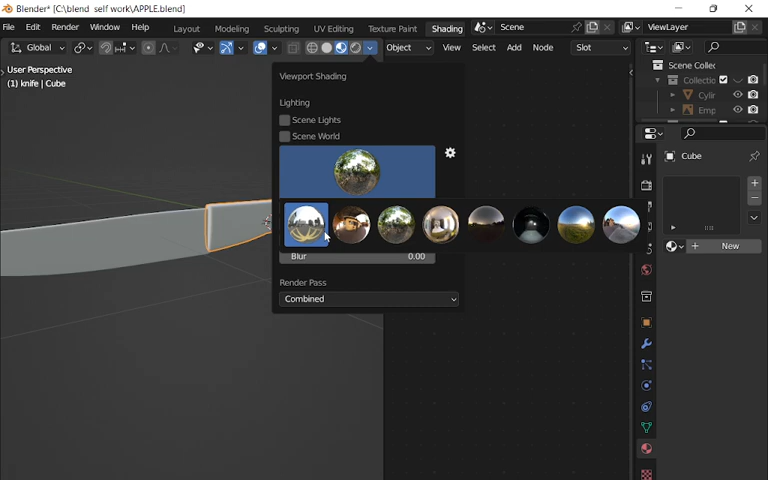 Blender* [C:\blend self work\APPLE.blend]
File Edit Render Window Help Layout Modeling Sculpting UV Editing Texture Paint Shading Scene ViewLayer
Global Object View Select Add Node Slot
User Perspective
(1) knife | Cube
Viewport Shading
Lighting
Scene Lights
Scene World
Blur 0.00
Render Pass
Combined
Scene Collec
Collectio
Cylir
Emp
Cube
New